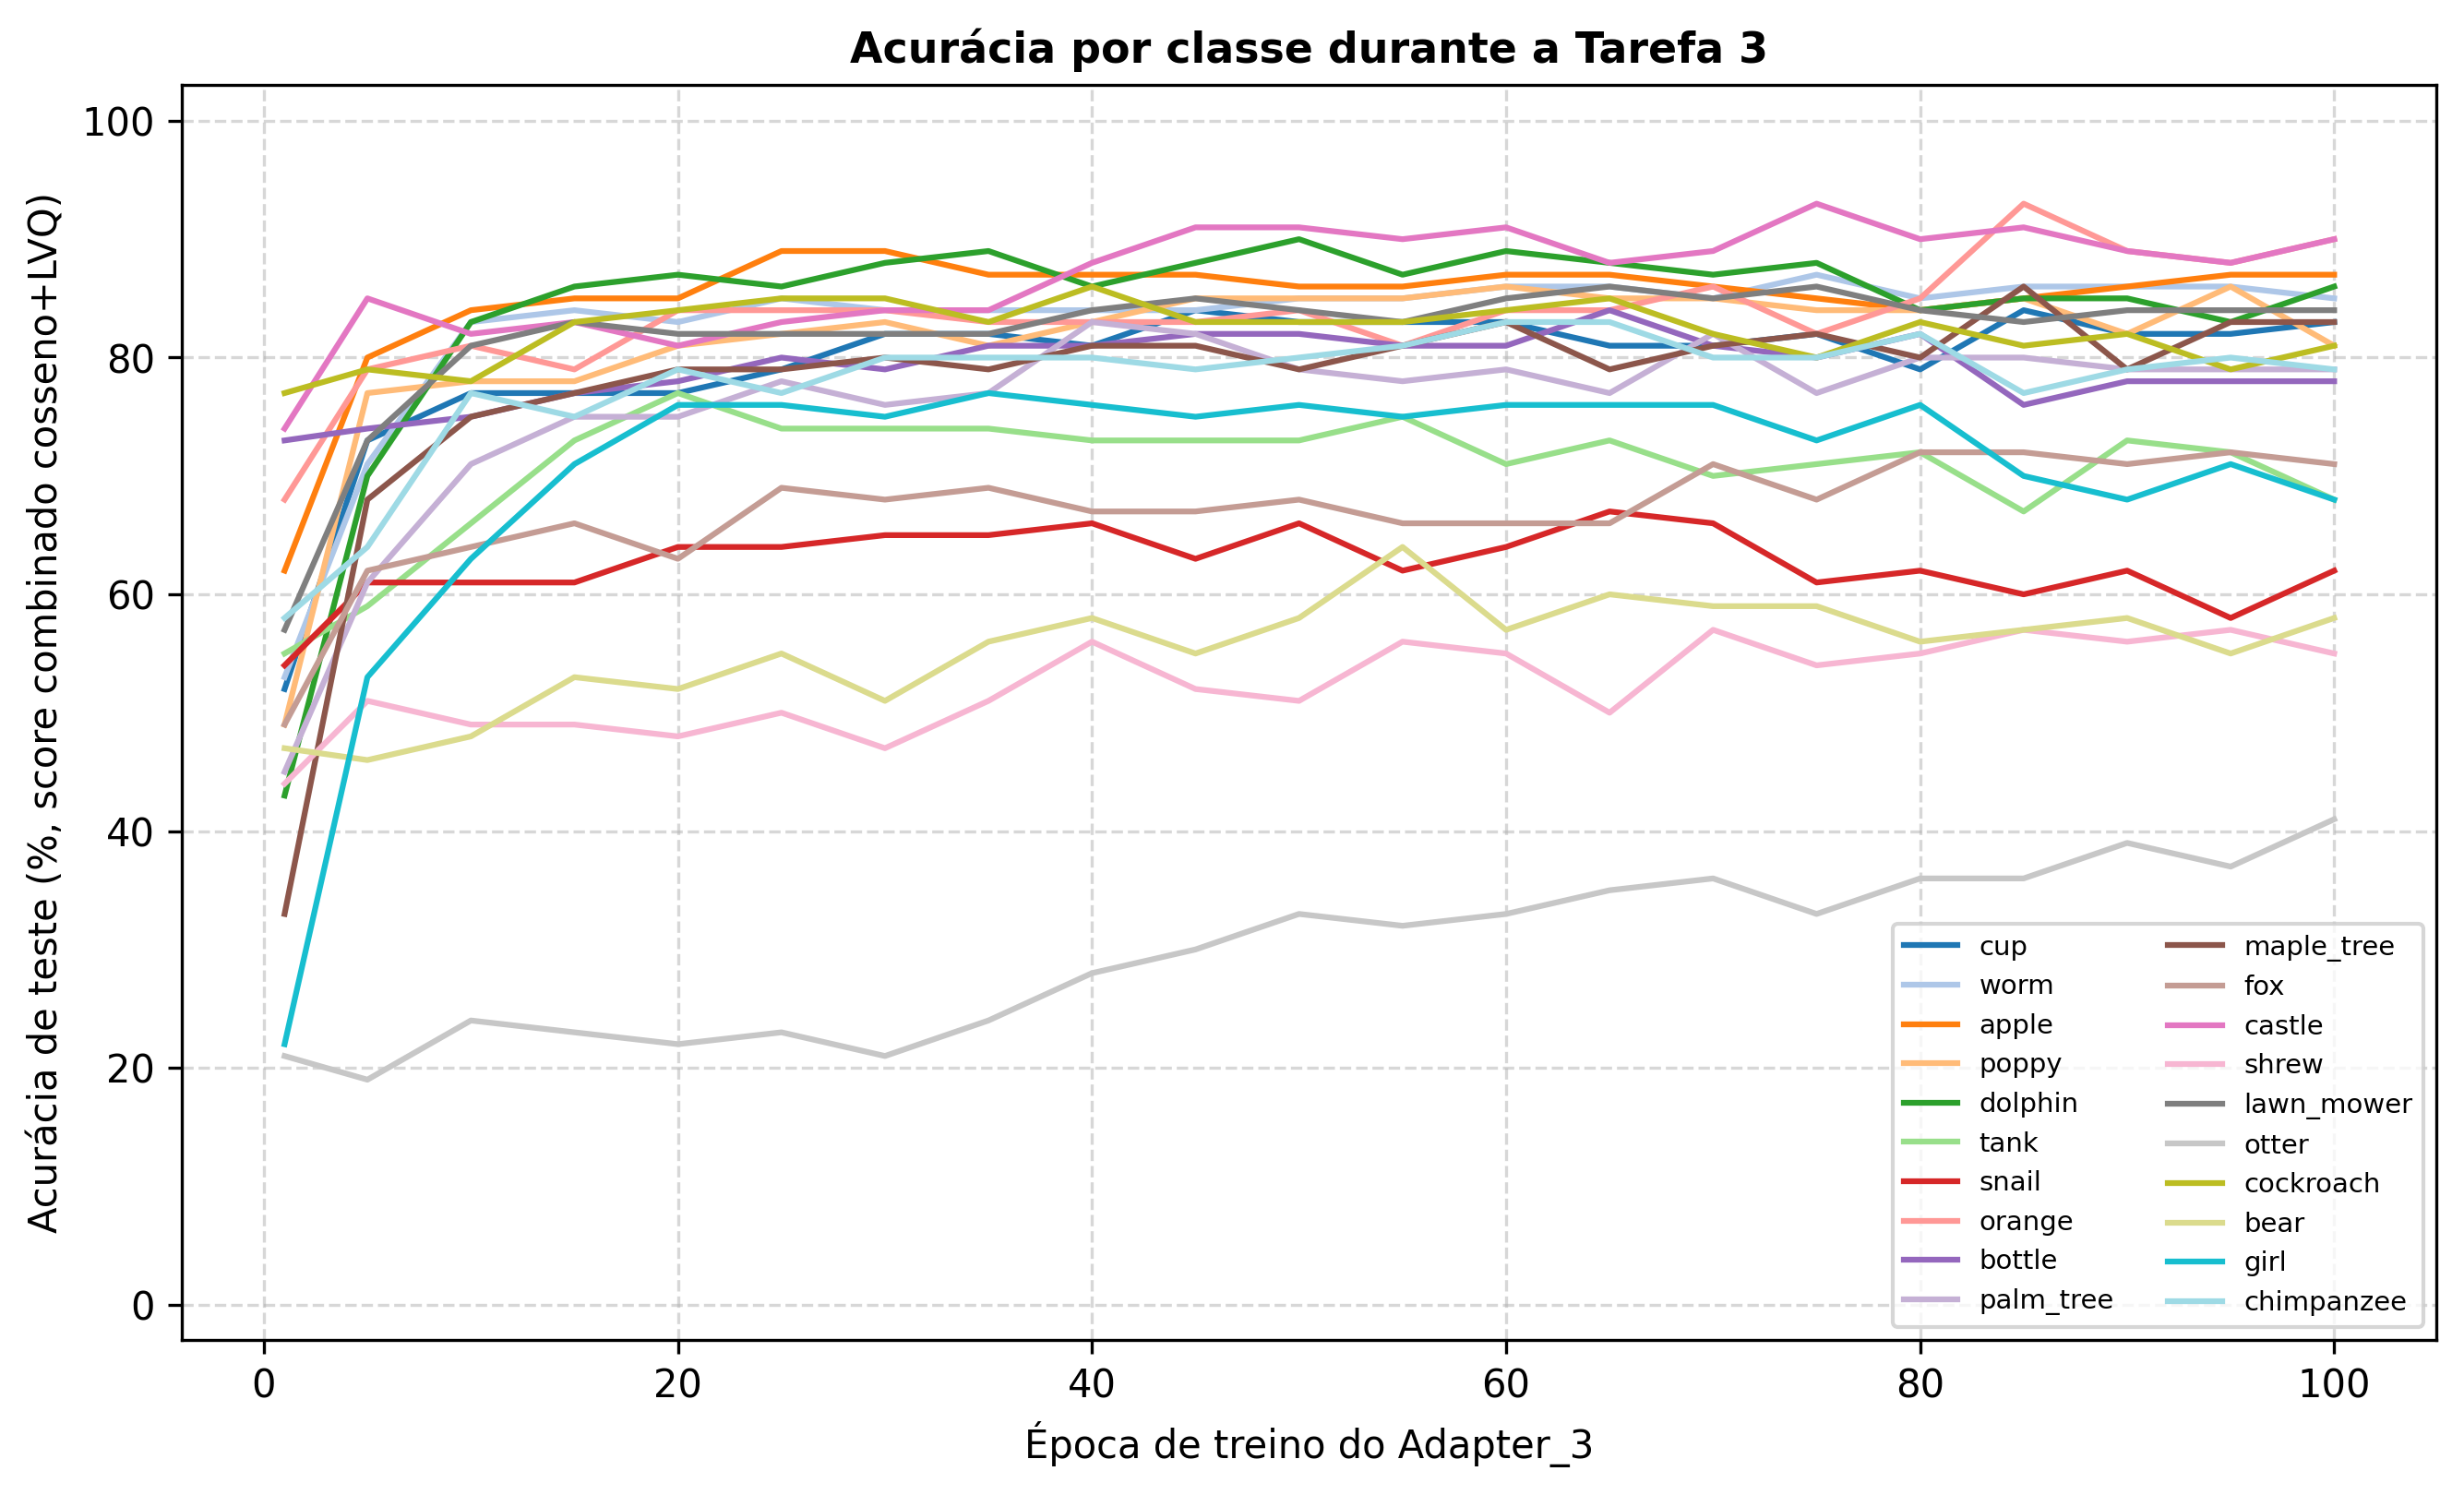 Acurácia por classe durante a Tarefa 3
Acurácia de teste (%, score combinado cosseno+LVQ)
100
80
60
40
20
0
0 20 40 60 80 100
Época de treino do Adapter_3
cup
worm
apple
poppy
dolphin
tank
snail
orange
bottle
palm_tree
maple_tree
fox
castle
shrew
lawn_mower
otter
cockroach
bear
girl
chimpanzee